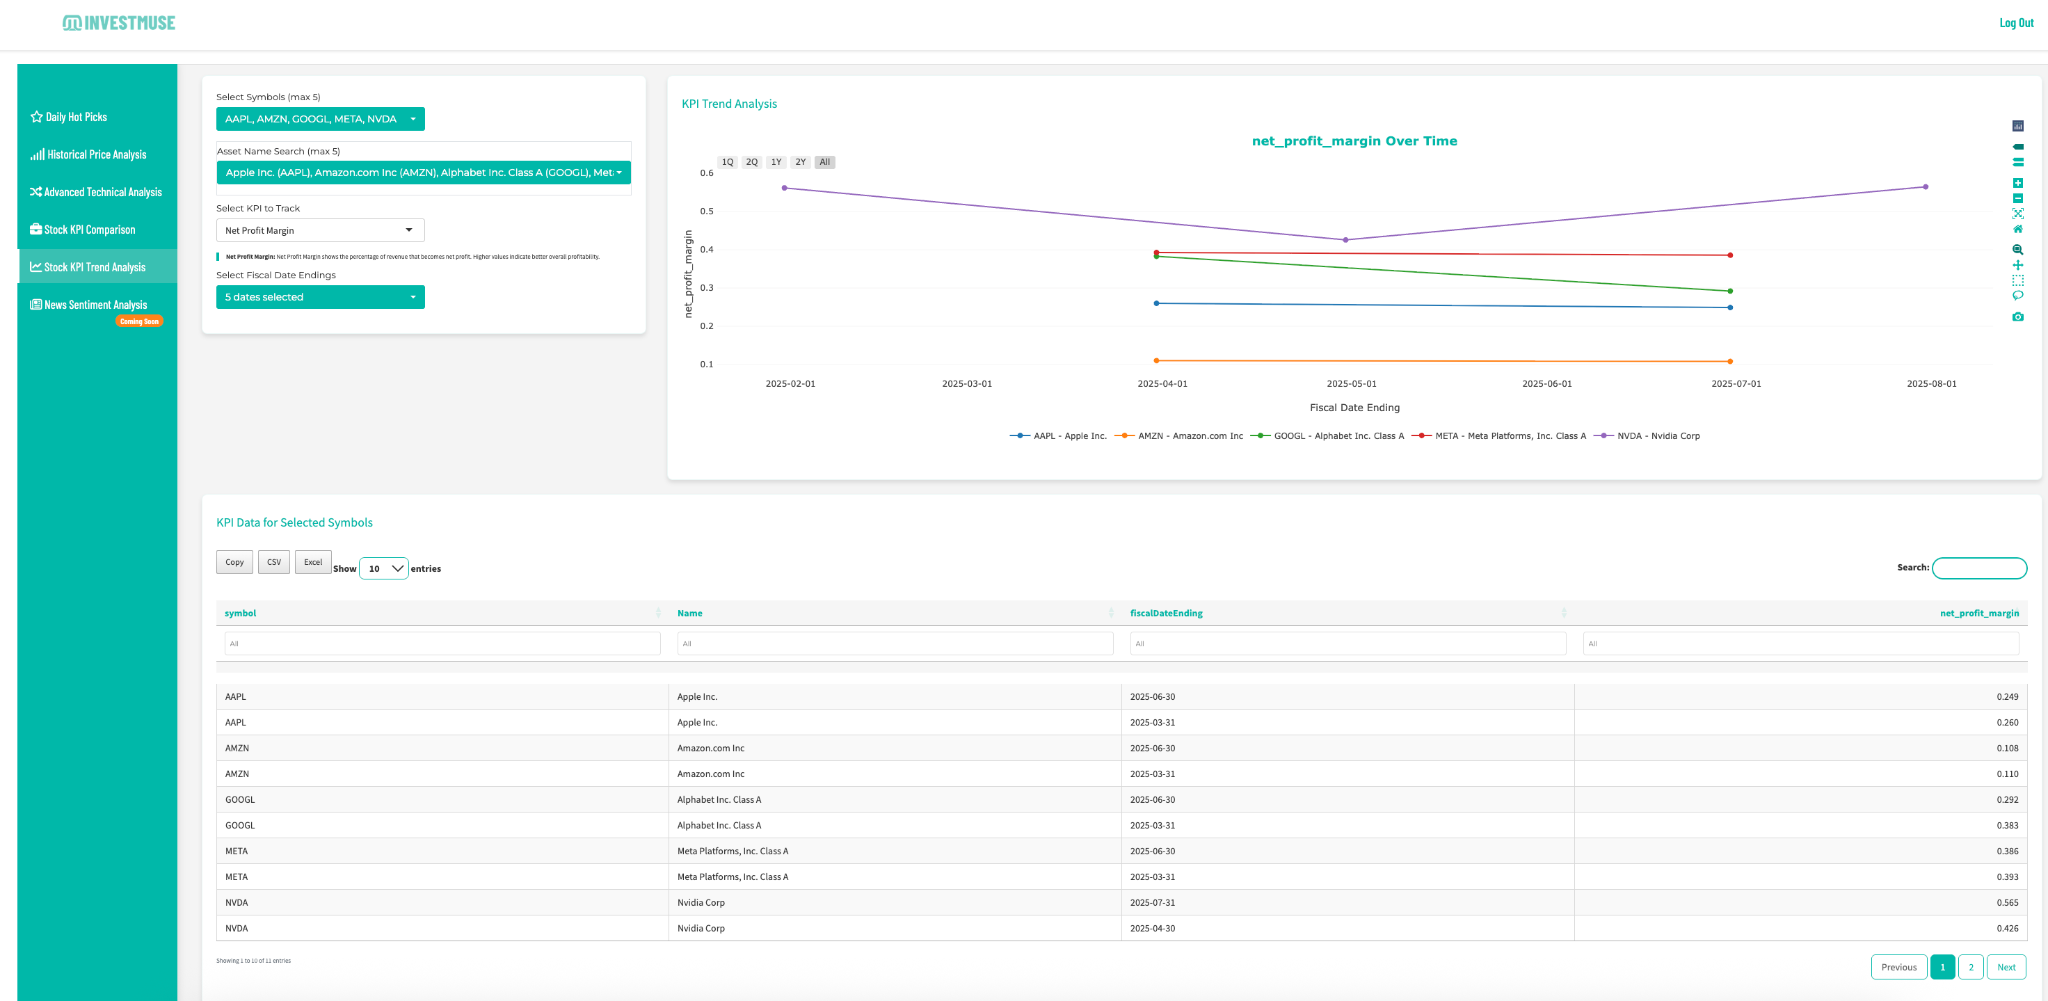 INVESTMUSE
Log Out
Daily Hot Picks
Historical Price Analysis
Advanced Technical Analysis
Stock KPI Comparison
Stock KPI Trend Analysis
News Sentiment Analysis
Coming Soon
Select Symbols (max 5)
AAPL, AMZN, GOOGL, META, NVDA
Asset Name Search (max 5)
Apple Inc. (AAPL), Amazon.com Inc (AMZN), Alphabet Inc. Class A (GOOGL), Met
Select KPI to Track
Net Profit Margin
Net Profit Margin: Net Profit Margin shows the percentage of revenue that becomes net profit. Higher values indicate better overall profitability.
Select Fiscal Date Endings
5 dates selected
KPI Trend Analysis
net_profit_margin Over Time
1Q 2Q 1Y 2Y All
0.6
0.5
0.4
0.3
0.2
0.1
net_profit_margin
2025-02-01 2025-03-01 2025-04-01 2025-05-01 2025-06-01 2025-07-01 2025-08-01
Fiscal Date Ending
AAPL - Apple Inc. AMZN - Amazon.com Inc GOOGL - Alphabet Inc. Class A META - Meta Platforms, Inc. Class A NVDA - Nvidia Corp
KPI Data for Selected Symbols
Copy CSV Excel Show 10 entries Search:
symbol Name fiscalDateEnding net_profit_margin
All All All All
AAPL Apple Inc. 2025-06-30 0.249
AAPL Apple Inc. 2025-03-31 0.260
AMZN Amazon.com Inc 2025-06-30 0.108
AMZN Amazon.com Inc 2025-03-31 0.110
GOOGL Alphabet Inc. Class A 2025-06-30 0.292
GOOGL Alphabet Inc. Class A 2025-03-31 0.383
META Meta Platforms, Inc. Class A 2025-06-30 0.386
META Meta Platforms, Inc. Class A 2025-03-31 0.393
NVDA Nvidia Corp 2025-07-31 0.565
NVDA Nvidia Corp 2025-04-30 0.426
Showing 1 to 10 of 11 entries
Previous 1 2 Next